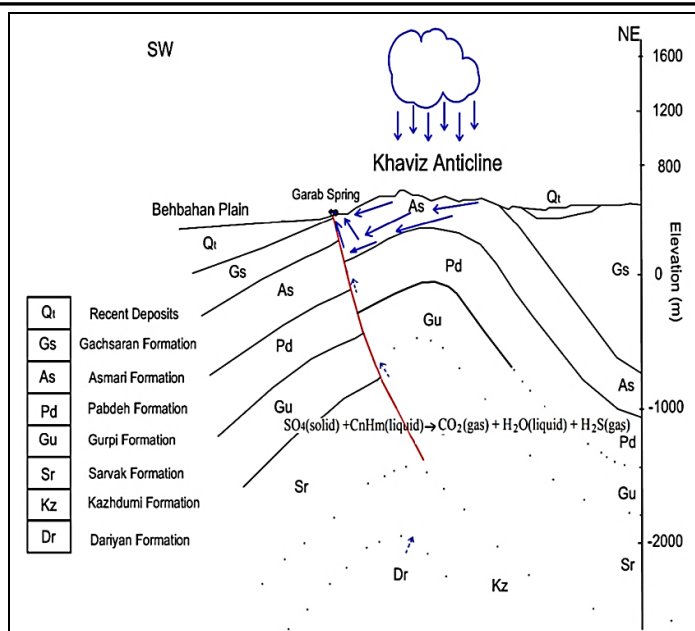 SW
NE
1600
1200
Khaviz Anticline
800
Garab Spring
As
Qt
Behbahan Plain
Qt
Gs
Elevation (m)
0
Gs
Pd
As
Gu
Pd
As
Gu
-1000
SO4(solid) +CnHm(liquid)→CO2(gas) + H2O(liquid) + H2S(gas)
Pd
Sr
Gu
-2000
Dr
Kz
Sr
Qt Recent Deposits
Gs Gachsaran Formation
As Asmari Formation
Pd Pabdeh Formation
Gu Gurpi Formation
Sr Sarvak Formation
Kz Kazhdumi Formation
Dr Dariyan Formation